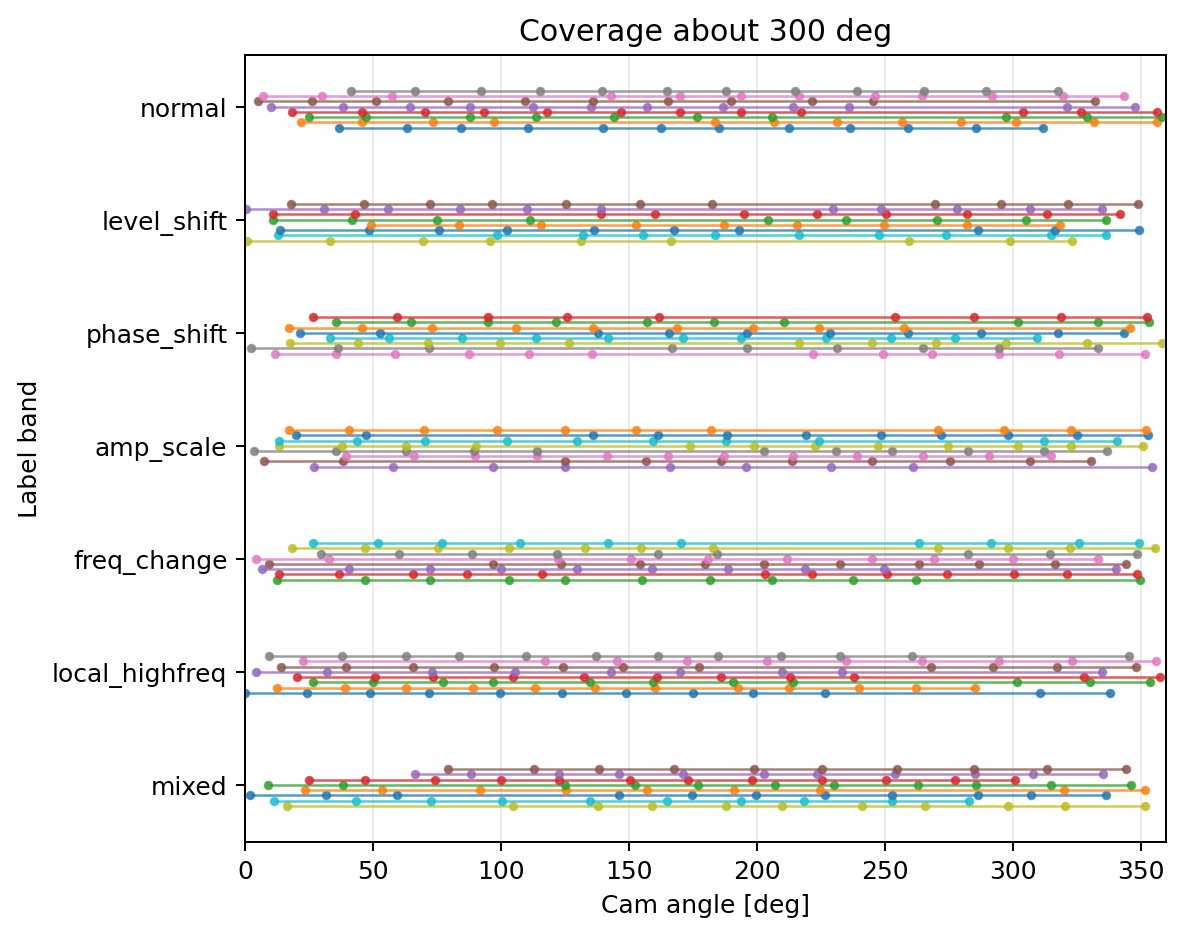 Coverage about 300 deg
normal
level_shift
phase_shift
amp_scale
freq_change
local_highfreq
mixed
Label band
0 50 100 150 200 250 300 350
Cam angle [deg]